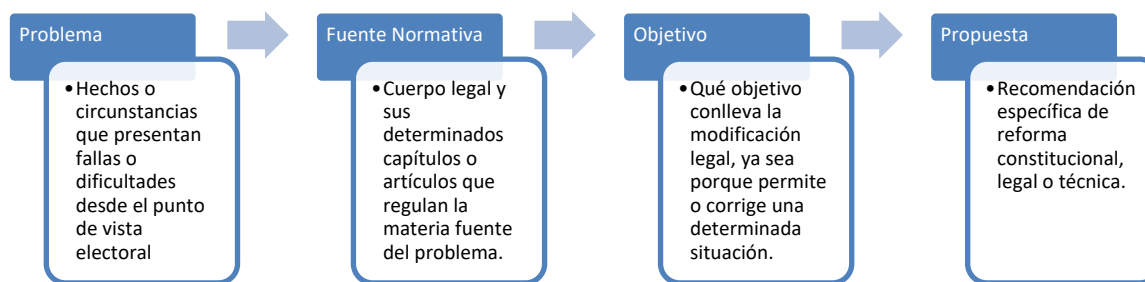 Problema
•Hechos o
circunstancias
que presentan
fallas o
dificultades
desde el punto
de vista
electoral
Fuente Normativa
•Cuerpo legal y
sus
determinados
capítulos o
artículos que
regulan la
materia fuente
del problema.
Objetivo
•Qué objetivo
conlleva la
modificación
legal, ya sea
porque permite
o corrige una
determinada
situación.
Propuesta
•Recomendación
específica de
reforma
constitucional,
legal o técnica.